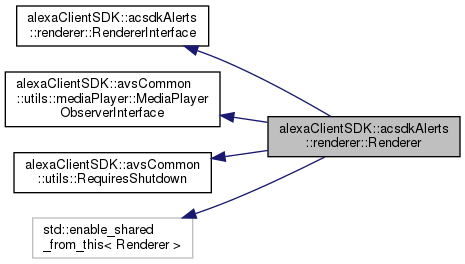 alexaClientSDK::acsdkAlerts
::renderer::RendererInterface
alexaClientSDK::avsCommon
::utils::mediaPlayer::MediaPlayer
ObserverInterface
alexaClientSDK::acsdkAlerts
::renderer::Renderer
alexaClientSDK::avsCommon
::utils::RequiresShutdown
std::enable_shared
_from_this< Renderer >